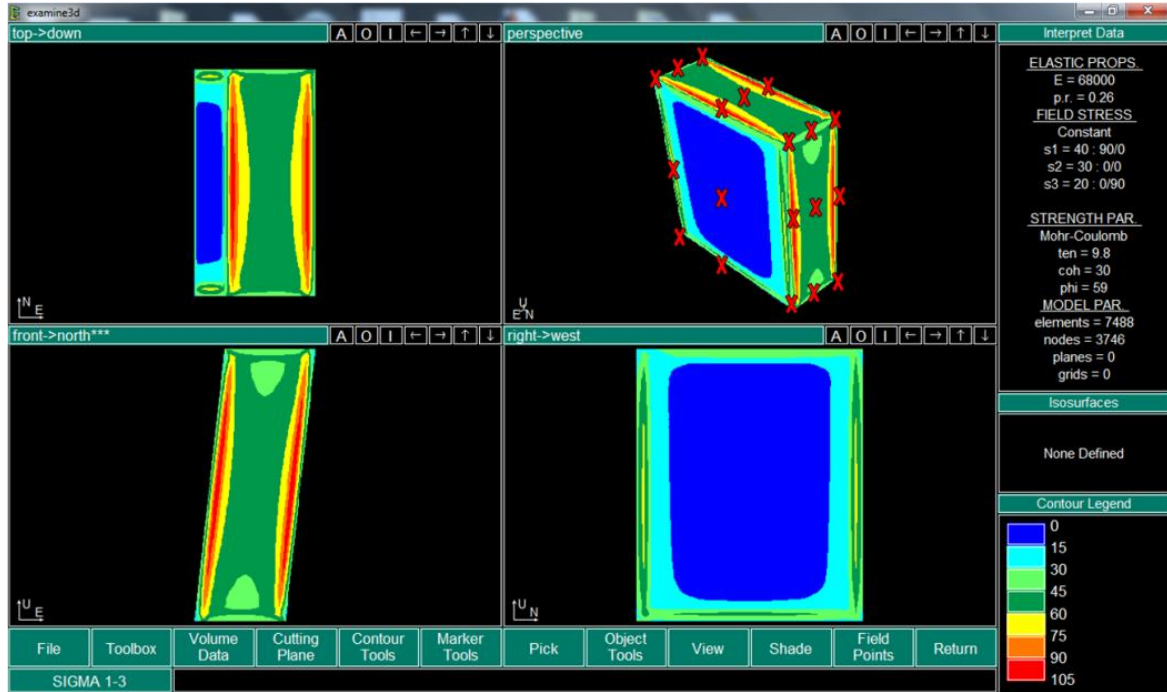 examine3d
top->down A O I ← → ↑ ↓
perspective A O I ← → ↑ ↓
N
E
U
E N
front->north*** A O I ← → ↑ ↓
right->west A O I ← → ↑ ↓
U
E
U
N
Interpret Data
ELASTIC PROPS.
E = 68000
p.r. = 0.26
FIELD STRESS
Constant
s1 = 40 : 90/0
s2 = 30 : 0/0
s3 = 20 : 0/90
STRENGTH PAR.
Mohr-Coulomb
ten = 9.8
coh = 30
phi = 59
MODEL PAR.
elements = 7488
nodes = 3746
planes = 0
grids = 0
Isosurfaces
None Defined
Contour Legend
0
15
30
45
60
75
90
105
File Toolbox Volume Data Cutting Plane Contour Tools Marker Tools Pick Object Tools View Shade Field Points Return
SIGMA 1-3